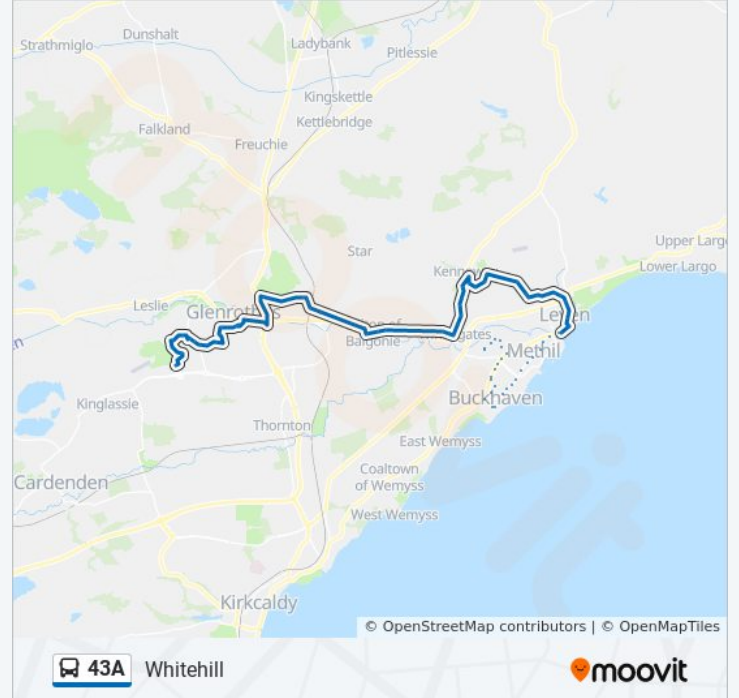 Dunshalt
Strathmiglo
Ladybank
Pitlessie
Kingskettle
Kettlebridge
Falkland
Freuchie
Star
Upper Largo
Lower Largo
Leslie
Glenrothes
Leven
Balgonie
Methil
Buckhaven
Kinglassie
Thornton
East Wemyss
Cardenden
Coaltown
of Wemyss
West Wemyss
Kirkcaldy
© OpenStreetMap contributors | © OpenMapTiles
43A Whitehill
moovit